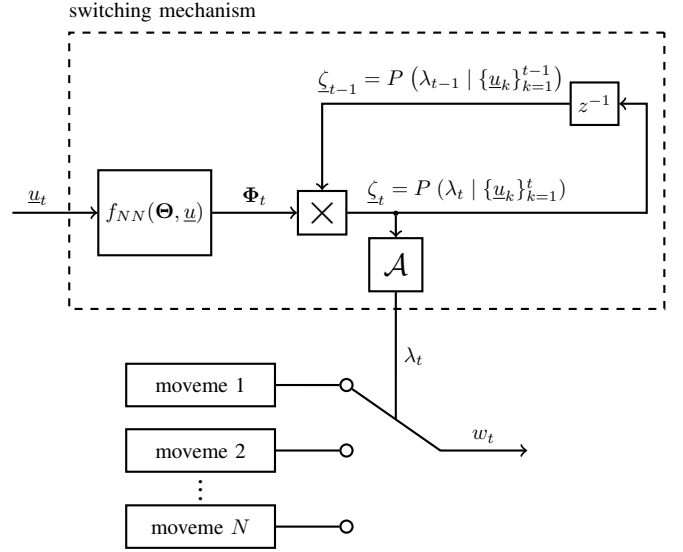 switching mechanism
ζ_{t−1} = P (λ_{t−1} | {u_k}_{k=1}^{t−1})
z^{−1}
u_t
f_{NN}(Θ, u)
Φ_t
×
ζ_t = P (λ_t | {u_k}_{k=1}^{t})
𝒜
λ_t
moveme 1
moveme 2
w_t
⋮
moveme N